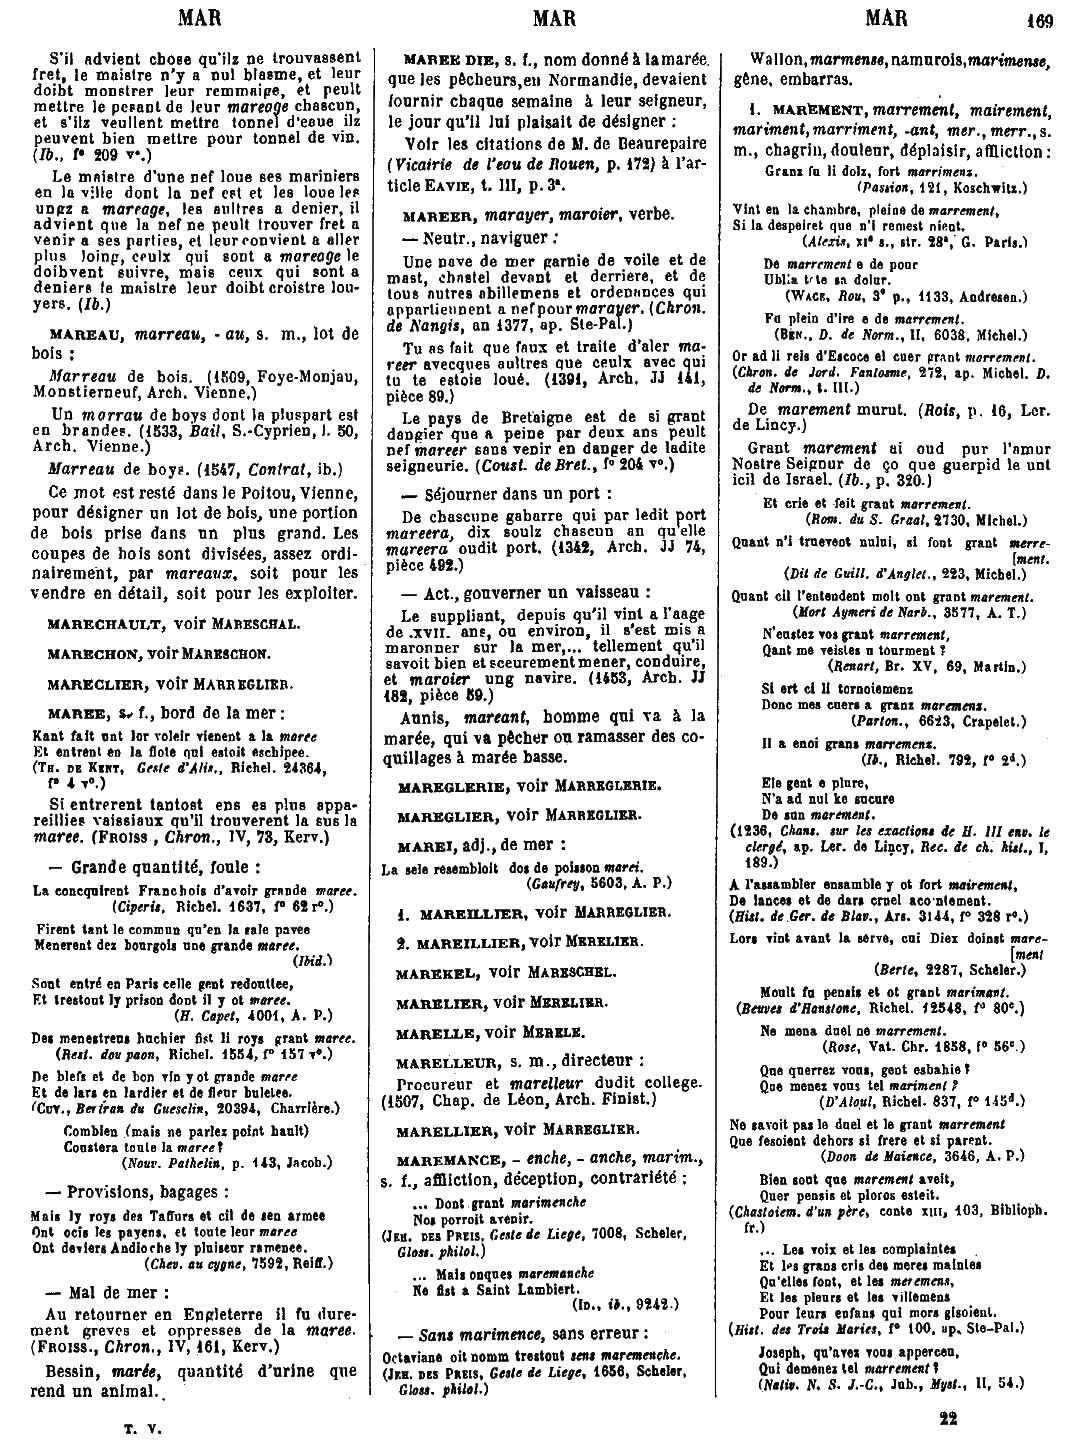 MAR
MAR
MAR
169
S'il advient chose qu'ilz ne trouvassent
fret, le maistre n'y a nul blasme, et leur
doibt monstrer leur remmaige, et peult
mettre le pesant de leur mareage chascun,
et s'ilz veullent mettre tonnel d'eaue ilz
peuvent bien mettre pour tonnel de vin.
(Ib., f° 209 v°.)
Le maistre d'une nef loue ses mariniers
en la ville dont la nef est et les loue les
ungz a mareage, les aultres a denier, il
advient que la nef ne peult trouver fret a
venir a ses parties, et leur convient a aller
plus loing, ceulx qui sont a mareage le
doibvent suivre, mais ceux qui sont a
deniers le maistre leur doibt croistre lou-
yers. (Ib.)
MAREAU, marreau, - au, s. m., lot de
bois :
Marreau de bois. (1509, Foye-Monjau,
Monstierneuf, Arch. Vienne.)
Un morrau de boys dont la pluspart est
en brandes. (1533, Bail, S.-Cyprien, l. 50,
Arch. Vienne.)
Marreau de boys. (1547, Contrat, ib.)
Ce mot est resté dans le Poitou, Vienne,
pour désigner un lot de bois, une portion
de bois prise dans un plus grand. Les
coupes de bois sont divisées, assez ordi-
nairement, par mareaux, soit pour les
vendre en détail, soit pour les exploiter.
MARECHAULT, voir MARESCHAL.
MARECHON, voir MARESCHON.
MARECLIER, voir MARREGLIER.
MAREE, s. f., bord de la mer :
Kant fait ont lor voleir vienent a la maree
Et entrent en la flote qui estoit eschipee.
(TH. DE KENT, Geste d'Alis., Richel. 24364,
f° 4 v°.)
Si entrerent tantost ens es plus appa-
reillies vaissiaux qu'il trouverent la sus la
maree. (FROISS., Chron., IV, 73, Kerv.)
— Grande quantité, foule :
La concquirent Franchois d'avoir grande maree.
(Ciperis, Richel. 1637, f° 62 r°.)
Firent tant le commun qu'en la sale pavee
Menerent des bourgois une grande maree.
(Ibid.)
Sont entré en Paris celle gent redoutlee,
Et trestout ly prison dont il y ot maree.
(H. Capet, 4001, A. P.)
Des menestreus huchier fist li roys grant maree.
(Rest. dou paon, Richel. 1554, f° 157 v°.)
De blefs et de bon vin y ot grande maree
Et de lars en lardier et de fleur buletee.
(CUV., Bertran du Guesclin, 20394, Charrière.)
Combien (mais ne parlez point hault)
Coustera toute la maree?
(Nouv. Pathelin, p. 143, Jacob.)
— Provisions, bagages :
Mais ly roys des Taffurs et cil de sen armee
Ont ocis les payens, et toute leur maree
Ont deviers Andioche ly pluiseur ramenee.
(Chev. au cygne, 7592, Reiff.)
— Mal de mer :
Au retourner en Engleterre il fu dure-
ment greves et oppresses de la maree.
(FROISS., Chron., IV, 161, Kerv.)
Bessin, marée, quantité d'urine que
rend un animal.
T. V.
MAREE DIE, s. f., nom donné à la marée
que les pêcheurs, en Normandie, devaient
fournir chaque semaine à leur seigneur,
le jour qu'il lui plaisait de désigner :
Voir les citations de M. de Beaurepaire
(Vicairie de l'eau de Rouen, p. 172) à l'ar-
ticle EAVIE, t. III, p. 3ª.
MAREER, marayer, maroier, verbe.
— Neutr., naviguer :
Une nave de mer garnie de voile et de
mast, chastel devant et derriere, et de
tous autres abillemens et ordenances qui
appartiennent a nef pour marayer. (Chron.
de Nangis, an 1377, ap. Ste-Pal.)
Tu as fait que faux et traite d'aler ma-
reer avecques aultres que ceulx avec qui
tu te estoie loué. (1391, Arch. JJ 141,
pièce 89.)
Le pays de Bretaigne est de si grant
dangier que a peine par deux ans peult
nef mareer sans venir en danger de ladite
seigneurie. (Coust. de Bret., f° 204 v°.)
— Séjourner dans un port :
De chascune gabarre qui par ledit port
mareera, dix soulz chascun an qu'elle
mareera oudit port. (1342, Arch. JJ 74,
pièce 492.)
— Act., gouverner un vaisseau :
Le suppliant, depuis qu'il vint a l'aage
de .XVII. ans, ou environ, il s'est mis a
maronner sur la mer,... tellement qu'il
savoit bien et sceurement mener, conduire,
et maroier ung navire. (1453, Arch. JJ
182, pièce 59.)
Aunis, mareant, homme qui va à la
marée, qui va pêcher ou ramasser des co-
quillages à marée basse.
MAREGLERIE, voir MARREGLERIE.
MAREGLIER, voir MARREGLIER.
MAREI, adj., de mer :
La sele resembloit dos de poisson marei.
(Gaufrey, 5603, A. P.)
1. MAREILLIER, voir MARREGLIER.
2. MAREILLIER, voir MERELIER.
MAREKEL, voir MARESCHEL.
MARELIER, voir MERELIER.
MARELLE, voir MERELE.
MARELLEUR, s. m., directeur :
Procureur et marelleur dudit college.
(1507, Chap. de Léon, Arch. Finist.)
MARELLIER, voir MARREGLIER.
MAREMANCE, - enche, - anche, marim.,
s. f., affliction, déception, contrariété :
... Dont grant marimenche
Nos porroit avenir.
(JEH. DES PREIS, Geste de Liege, 7008, Scheler,
Gloss. philol.)
... Mais onques maremanche
Ne fist a Saint Lambiert.
(ID., ib., 9242.)
— Sans marimence, sans erreur :
Octaviane oit nomm trestout sens maremenche.
(JEH. DES PREIS, Geste de Liege, 1656, Scheler,
Gloss. philol.)
Wallon, marmense, namurois, marimense,
gêne, embarras.
1. MAREMENT, marrement, mairement,
mariment, marriment, -ant, mer., merr., s.
m., chagrin, douleur, déplaisir, affliction :
Granz fu li dolz, fort marrimenz.
(Passion, 121, Koschwitz.)
Vint en la chambre, pleine de marrement,
Si la despeiret que n'i remest nient.
(Alexis, XI° s., str. 28ª, G. Paris.)
De marrement e de pour
Ublia tute sa dolur.
(WACE, Rou, 3° p., 1133, Andresen.)
Fu plein d'ire e de marrement.
(BEN., D. de Norm., II, 6038, Michel.)
Or ad li reis d'Escoce el cuer grant marrement.
(Chron. de Jord. Fantosme, 272, ap. Michel. D.
de Norm., t. III.)
De marement murut. (Rois, p. 16, Ler.
de Lincy.)
Grant marement ai oud pur l'amur
Nostre Seignur de ço que guerpid le unt
icil de Israel. (Ib., p. 320.)
Et crie et fait grant marrement.
(Rom. du S. Graal, 2730, Michel.)
Quant n'i truevent nului, si font grant merre-
[ment.
(Dit de Guill. d'Anglet., 223, Michel.)
Quant cil l'entendent molt ont grant marement.
(Mort Aymeri de Narb., 3577, A. T.)
N'eustez vos grant marrement,
Qant me veisles a tourment ?
(Renart, Br. XV, 69, Martin.)
Si ert ci li tornoiemenz
Donc mes cuers a granz maremens.
(Parton., 6623, Crapelet.)
Il a enoi grans marremenz.
(Ib., Richel. 792, f° 2ᵈ.)
Ele gent e plure,
N'a ad nul ke sucure
De sun marement.
(1236, Chans. sur les exactions de H. III env. le
clergé, ap. Ler. de Lincy, Rec. de ch. hist., I,
189.)
A l'assambler ensamble y ot fort mairement,
De lances et de dars cruel acointement.
(Hist. de Ger. de Blav., Ars. 3144, f° 328 r°.)
Lors vint avant la serve, cui Diex doinst mare-
[ment
(Berte, 2287, Scheler.)
Moult fu pensis et ot grant marimant.
(Beuves d'Hanstone, Richel. 12548, f° 80ᶜ.)
Ne mena duel ne marrement.
(Rose, Vat. Chr. 1858, f° 56ᶜ.)
Que querrez vous, gent esbahie ?
Que menez vous tel mariment ?
(D'Aloul, Richel. 837, f° 145ᵈ.)
Ne savoit pas le duel et le grant marrement
Que fesoient dehors si frere et si parent.
(Doon de Maience, 3646, A. P.)
Bien sout que marement aveit,
Quer pensis et ploros esteit.
(Chastoiem. d'un père, conte XIII, 103, Biblioph.
fr.)
... Les voix et les complaintes
Et les grans cris des meres maintes
Qu'elles font, et les meremens,
Et les pleurs et les villemens
Pour leurs enfans qui mors gisoient.
(Hist. des Trois Maries, f° 100, ap. Ste-Pal.)
Joseph, qu'avez vous apperceu,
Qui demenez tel marrement ?
(Nativ. N. S. J.-C., Jub., Myst., II, 54.)
22